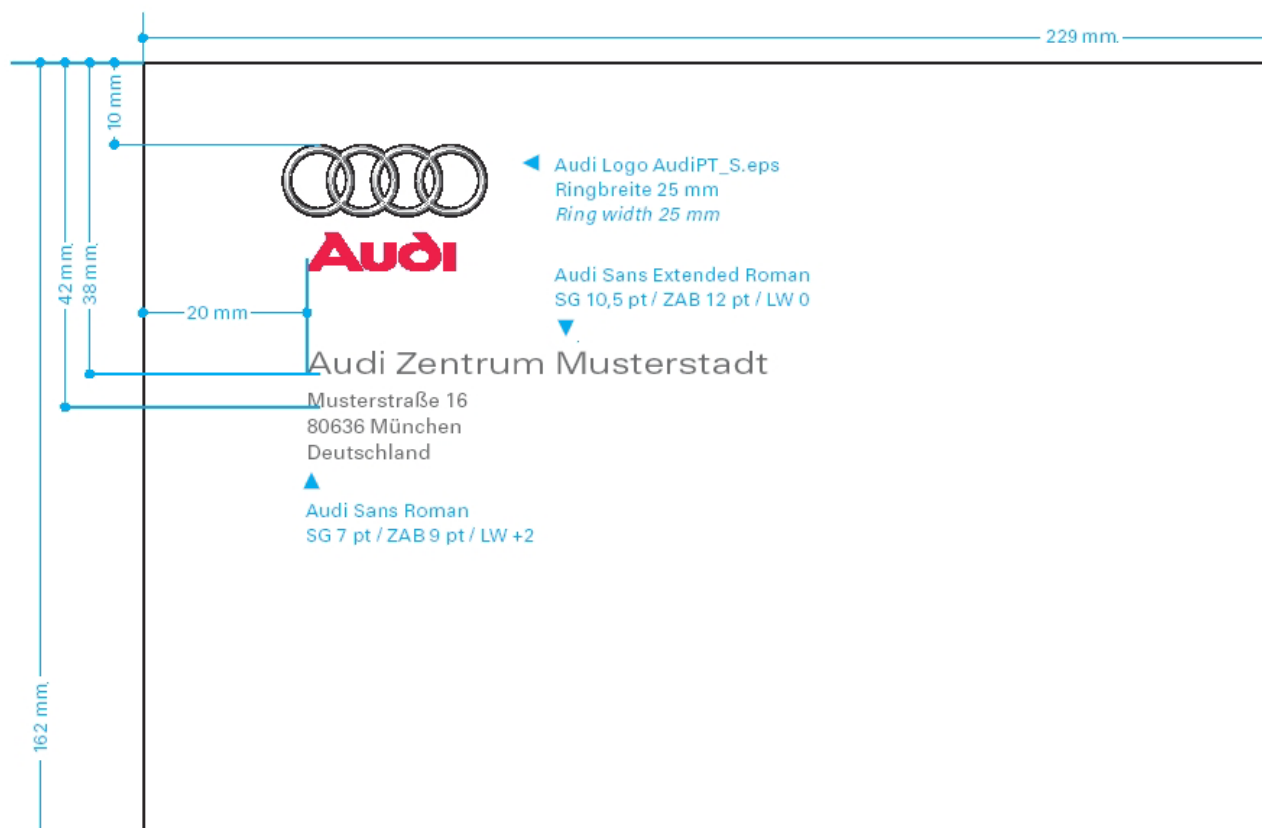 229 mm.
10 mm
Audi Logo AudiPT_S.eps
Ringbreite 25 mm
Ring width 25 mm
Audi
42 mm.
38 mm.
Audi Sans Extended Roman
SG 10,5 pt / ZAB 12 pt / LW 0
20 mm
Audi Zentrum Musterstadt
Musterstraße 16
80636 München
Deutschland
Audi Sans Roman
SG 7 pt / ZAB 9 pt / LW +2
162 mm.